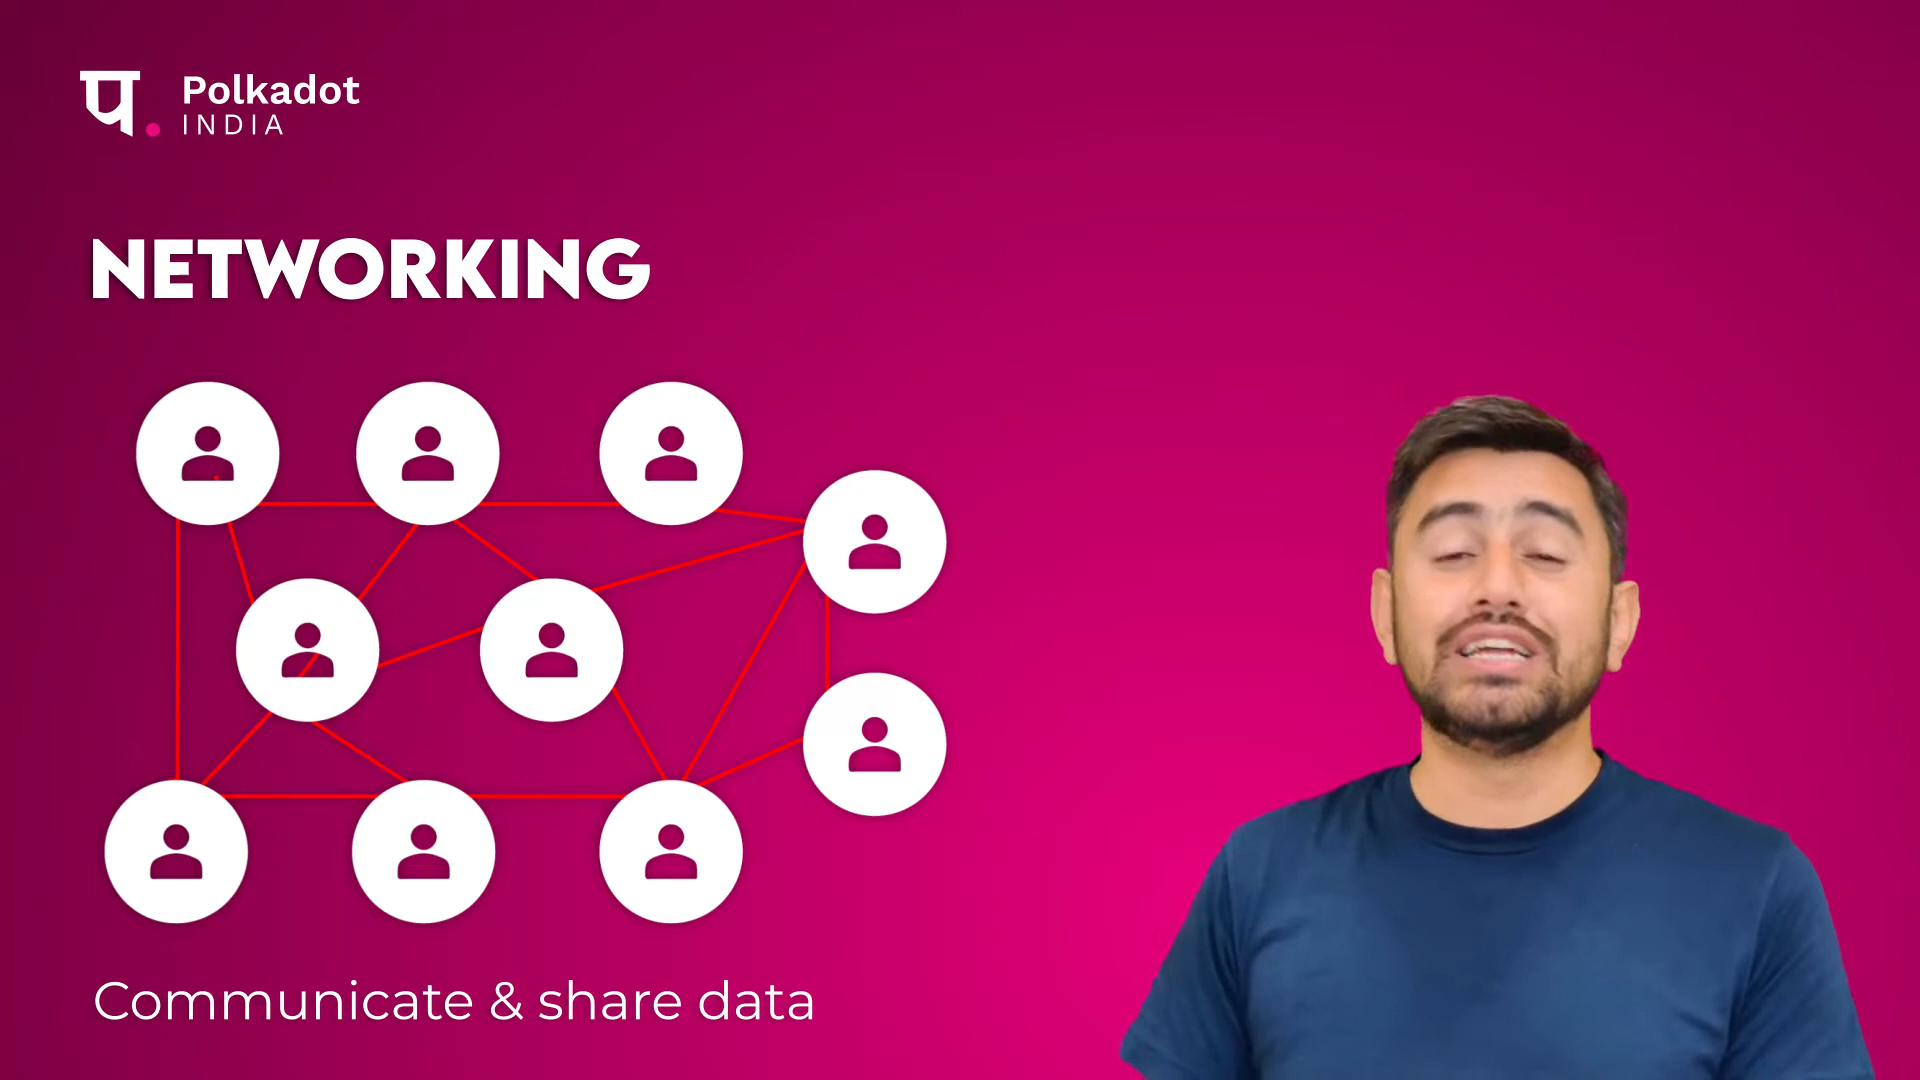 प.
Polkadot
INDIA
NETWORKING
Communicate & share data